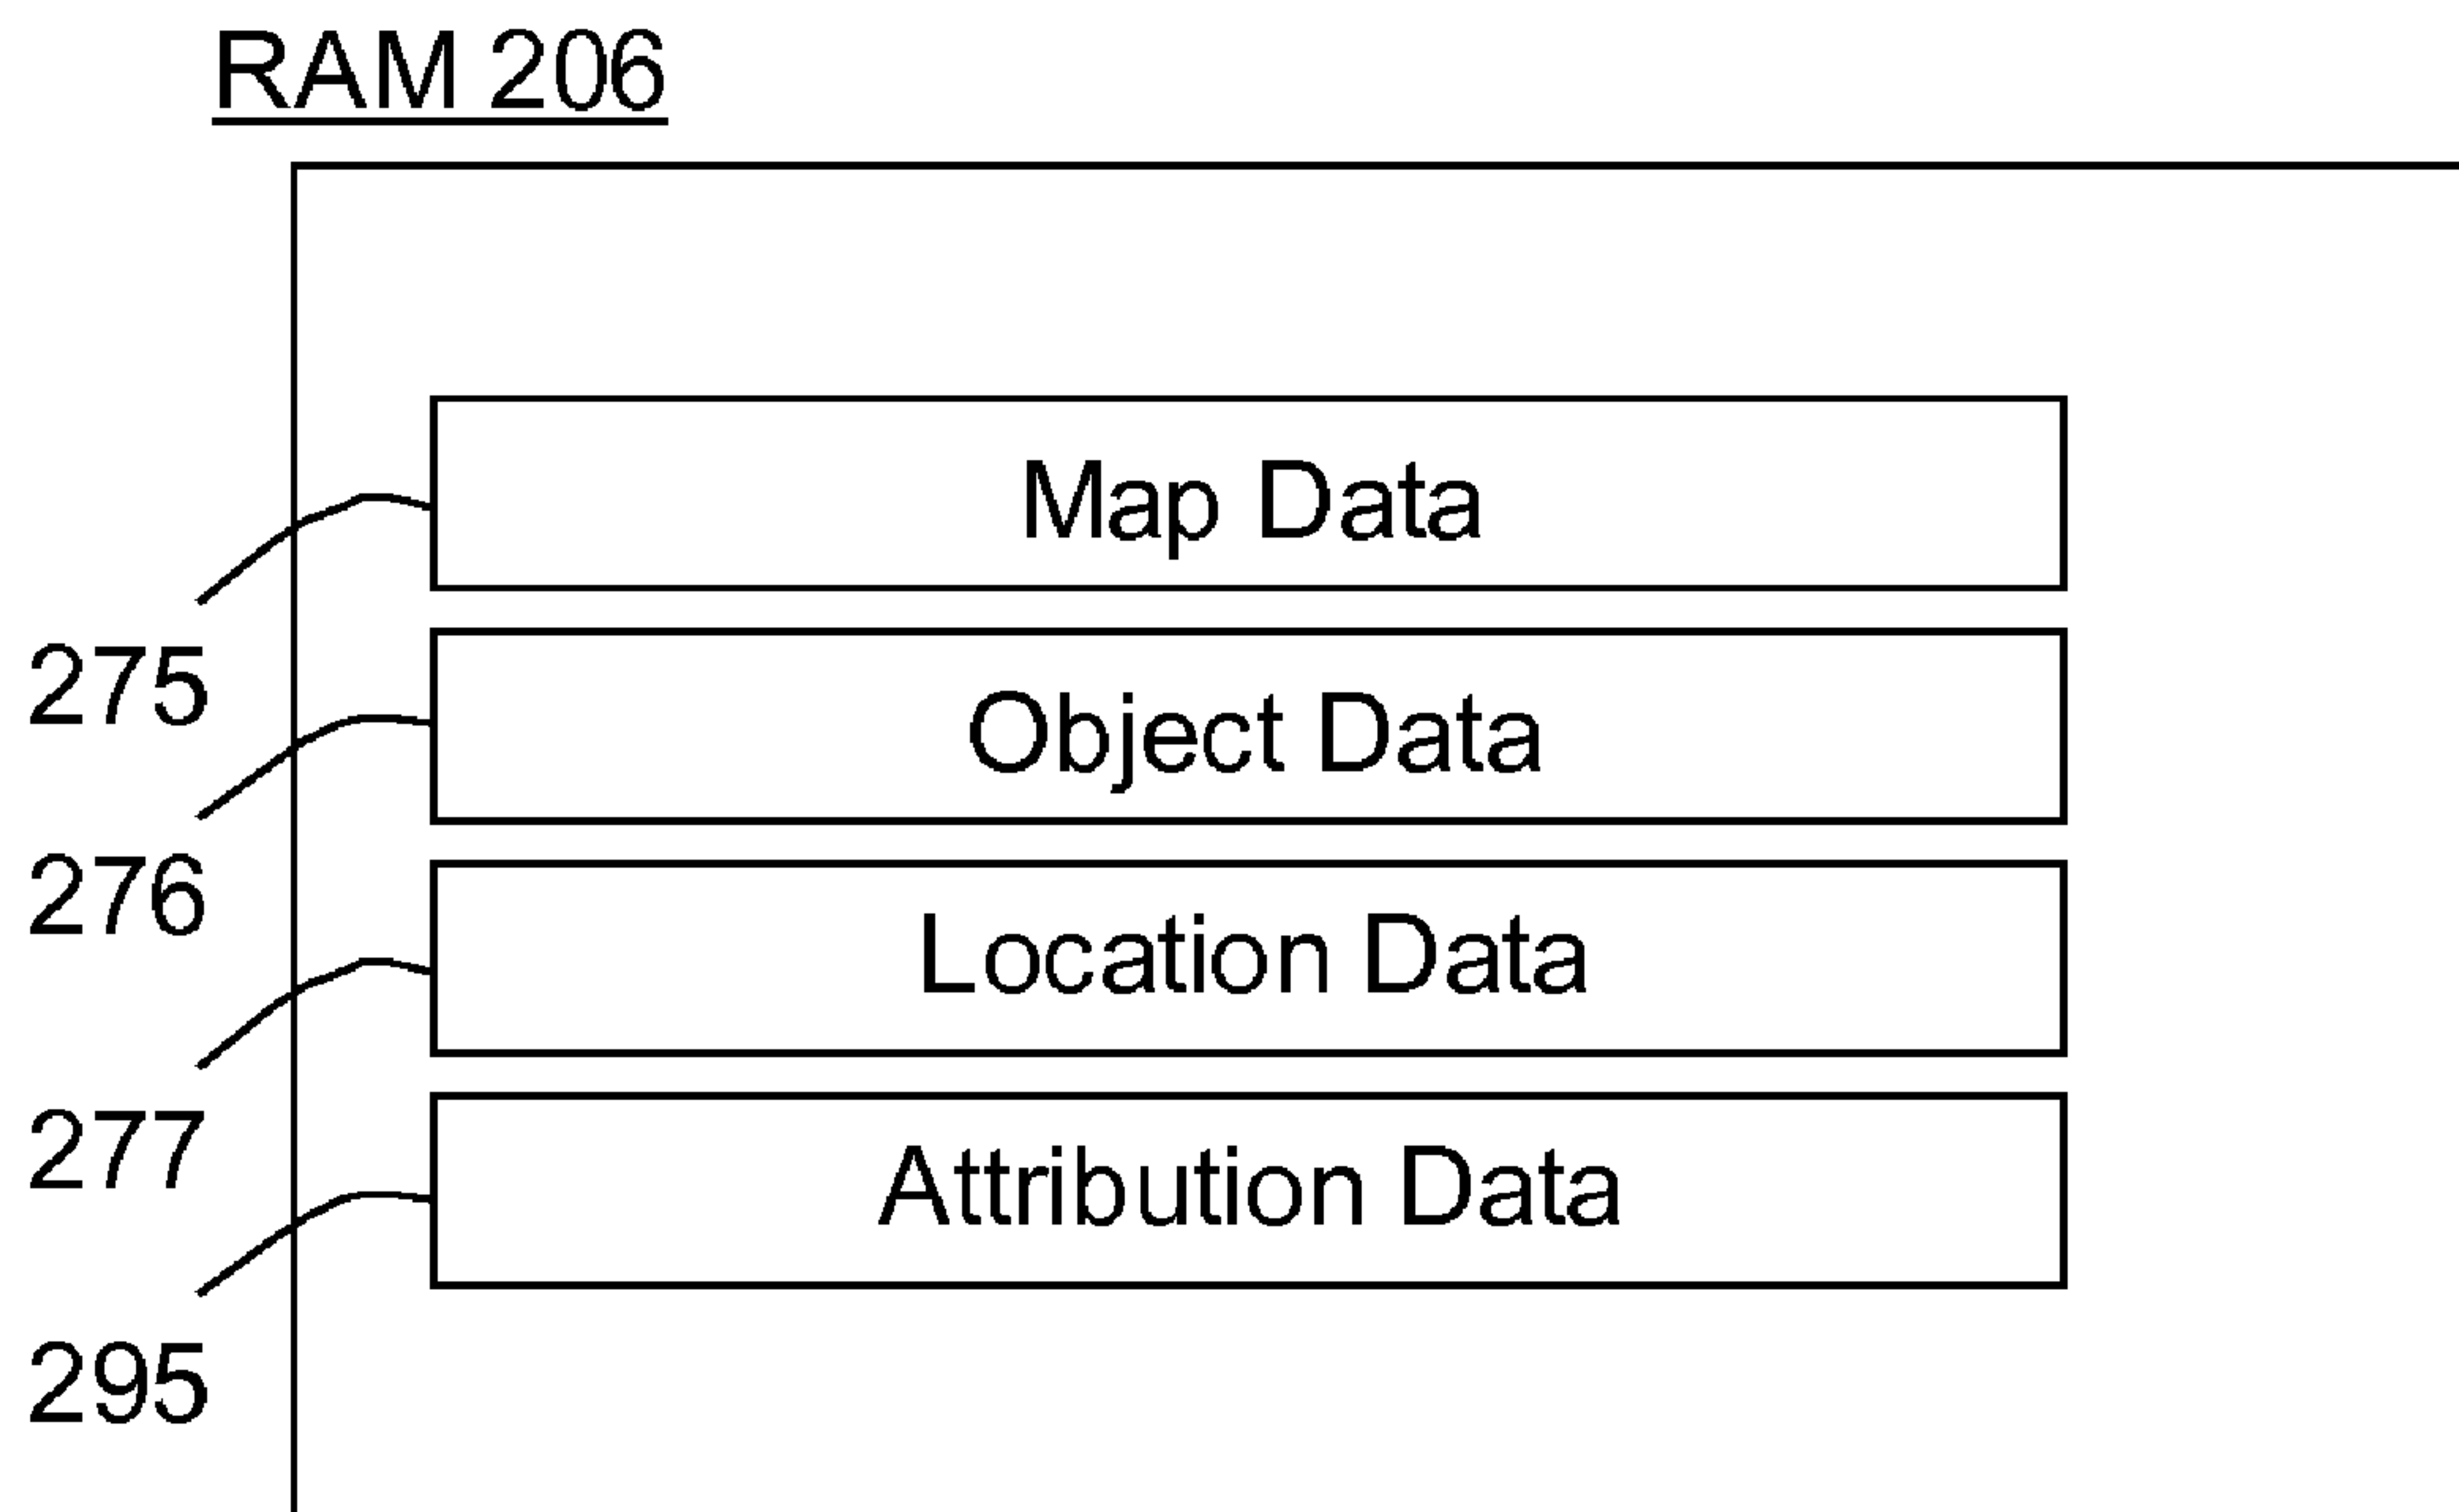 RAM 206
Map Data
275
Object Data
276
Location Data
277
Attribution Data
295